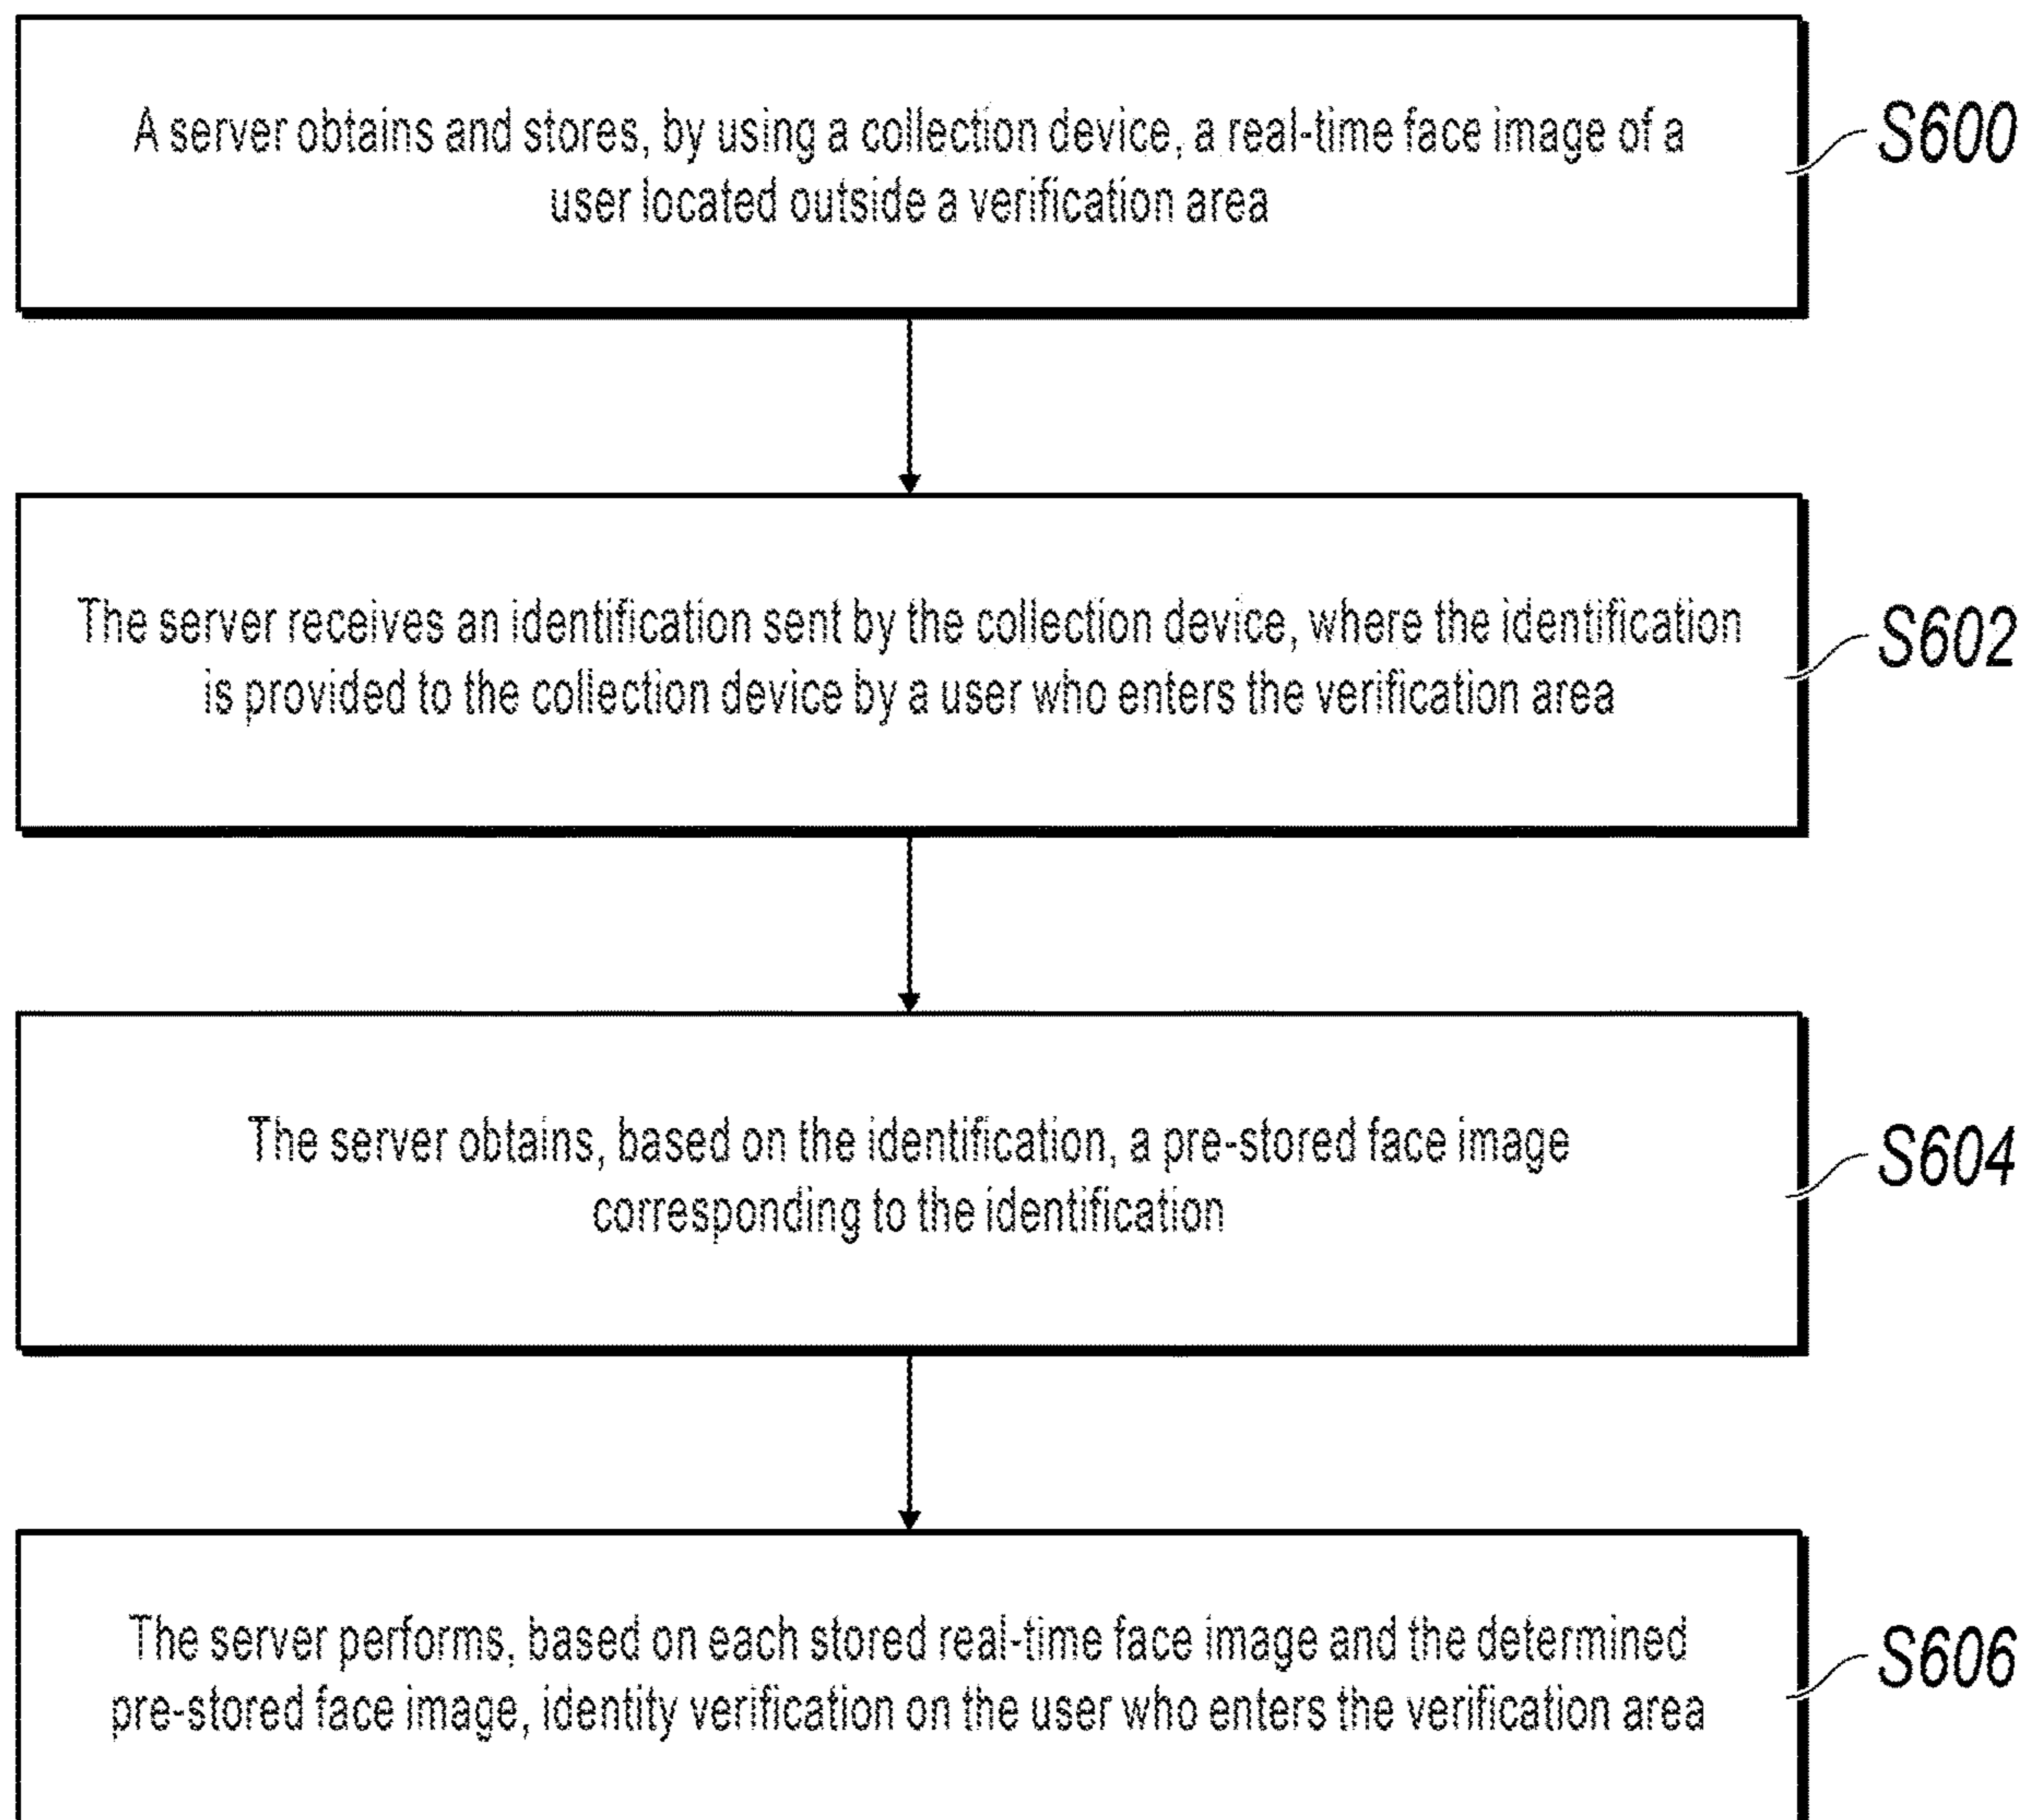 A server obtains and stores, by using a collection device, a real-time face image of a
user located outside a verification area
S600
The server receives an identification sent by the collection device, where the identification
is provided to the collection device by a user who enters the verification area
S602
The server obtains, based on the identification, a pre-stored face image
corresponding to the identification
S604
The server performs, based on each stored real-time face image and the determined
pre-stored face image, identity verification on the user who enters the verification area
S606